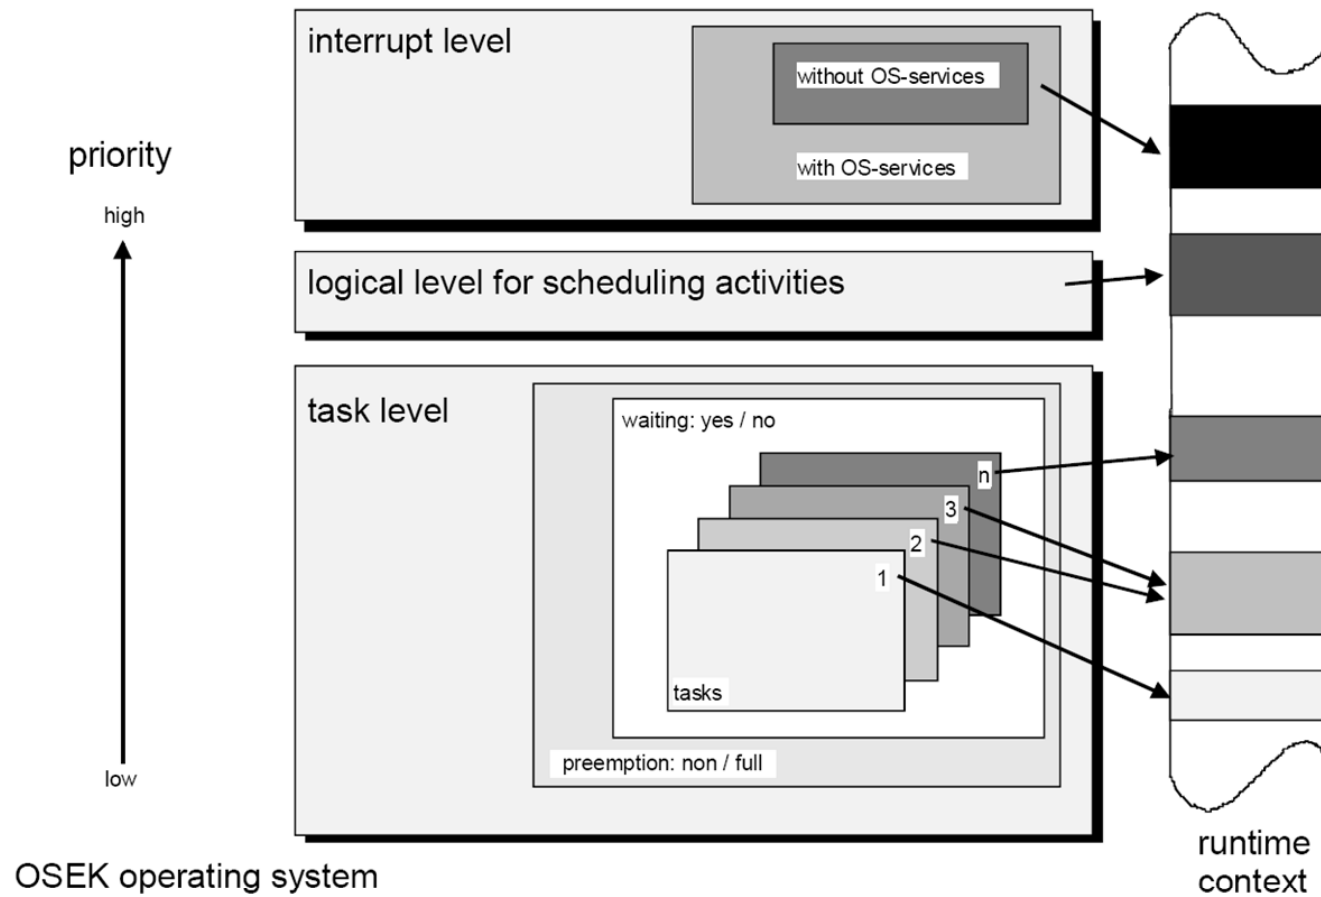 interrupt level
without OS-services
with OS-services
priority
high
logical level for scheduling activities
task level
waiting: yes / no
n
3
2
1
tasks
preemption: non / full
low
runtime
context
OSEK operating system